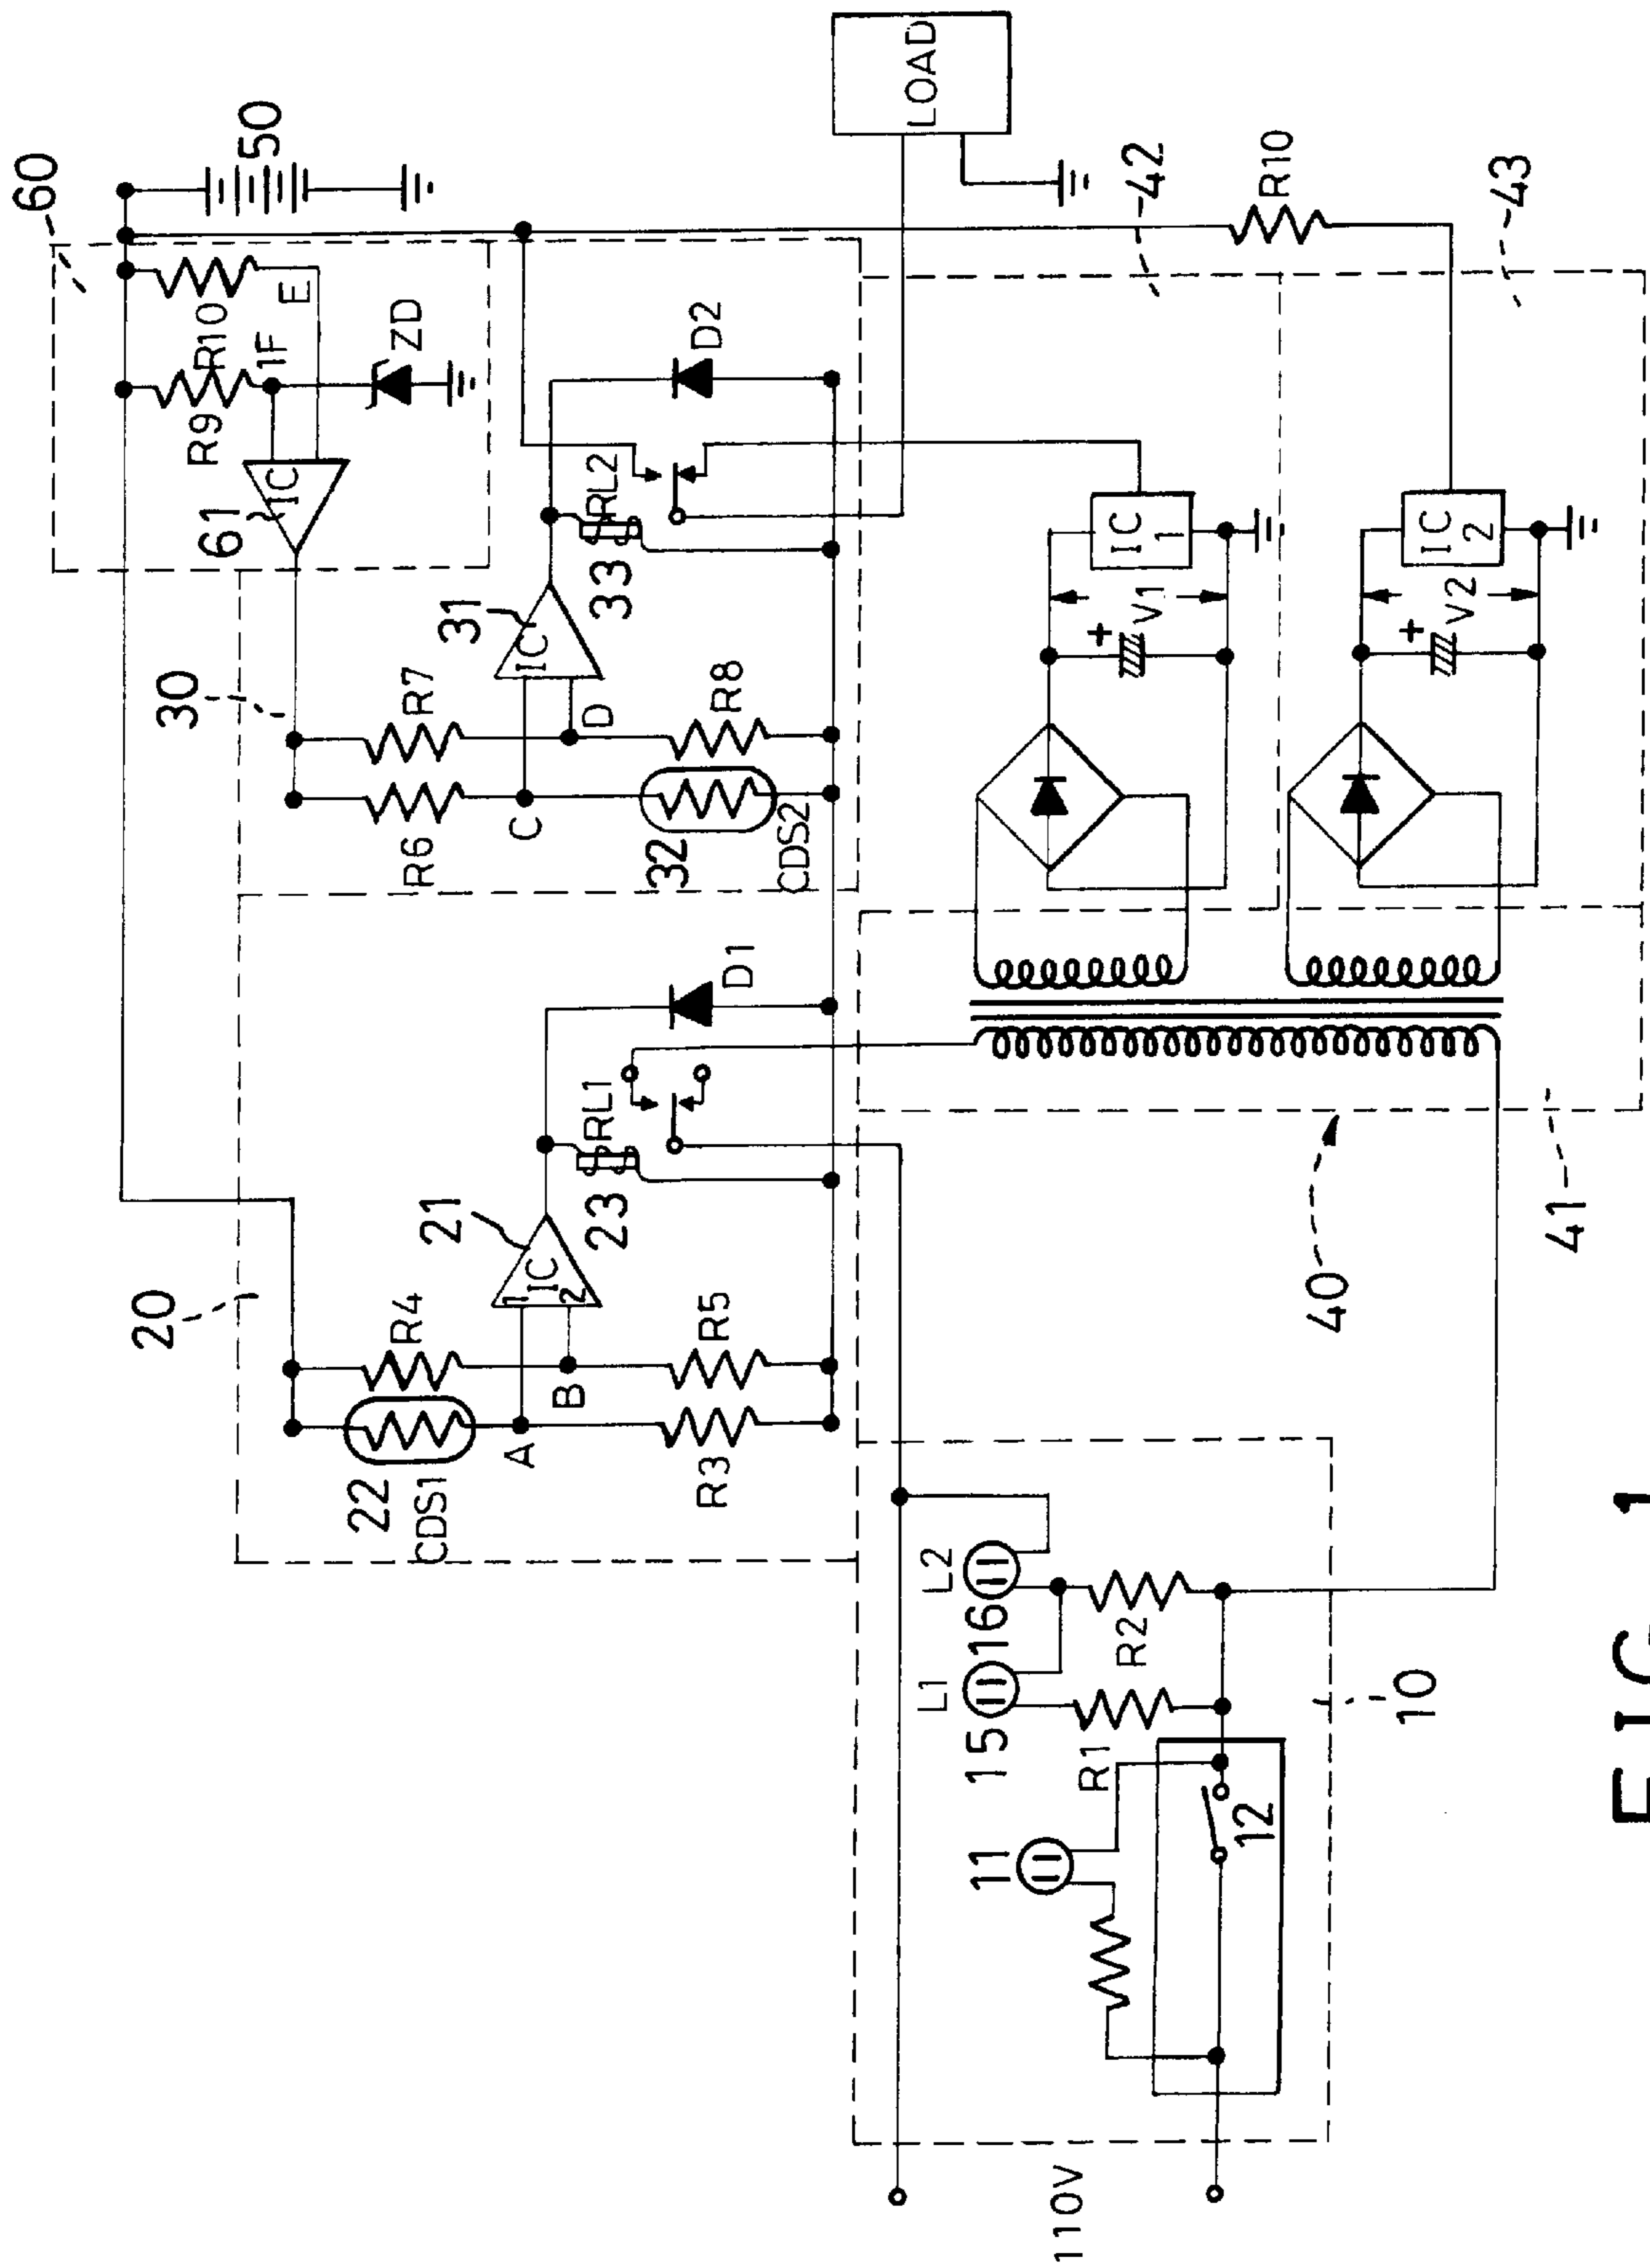 60
50
R10
E
R9
1F
ZD
61
IC
30
R7
R6
31
IC
33
RL2
D2
C
D
R8
32
CDS2
LOAD
20
R4
22
CDS1
A
B
R5
R3
21
1
IC
2
23
RL1
D1
42
43
R10
IC
1
V1
+
IC
2
V2
+
40
41
10
L1
L2
15
16
R1
R2
11
12
110V
FIG. 1